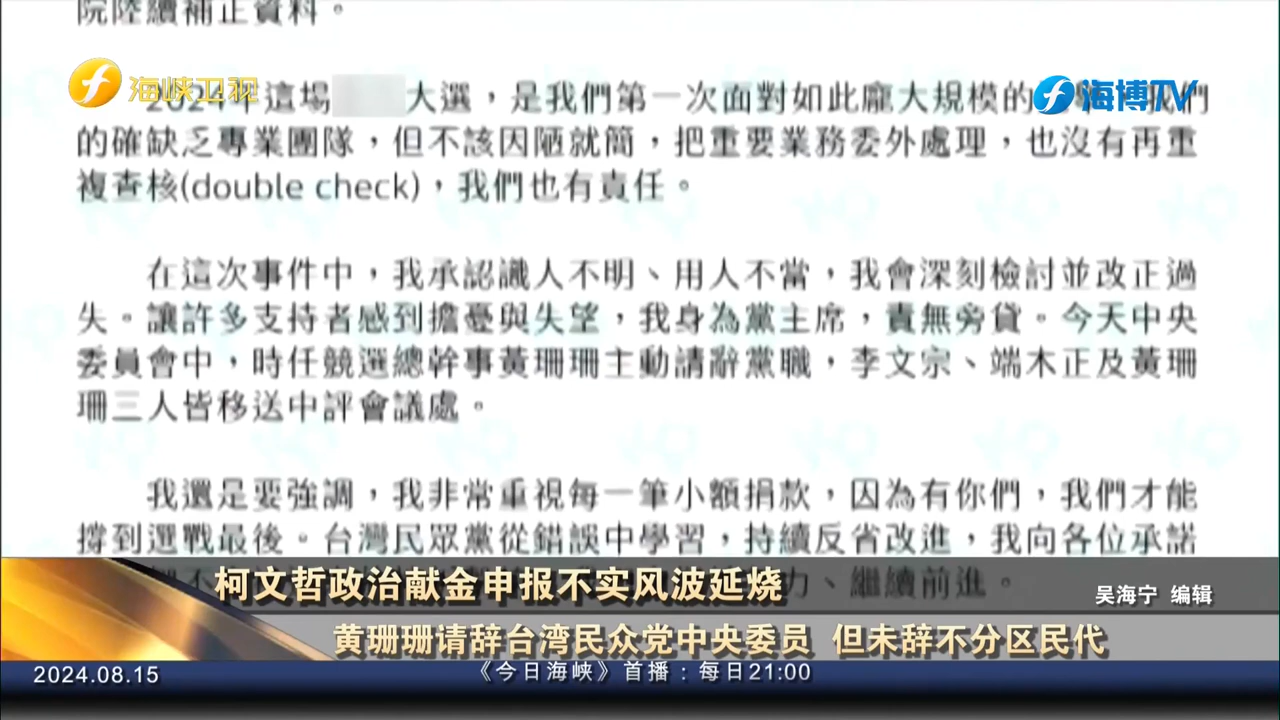 院陸續補正資料。
海峡卫视
海博TV
2024年這場 大選，是我們第一次面對如此龐大規模的 我們
的確缺乏專業團隊，但不該因陋就簡，把重要業務委外處理，也沒有再重
複查核(double check)，我們也有責任。
在這次事件中，我承認識人不明、用人不當，我會深刻檢討並改正過
失。讓許多支持者感到擔憂與失望，我身為黨主席，責無旁貸。今天中央
委員會中，時任競選總幹事黃珊珊主動請辭黨職，李文宗、端木正及黃珊
珊三人皆移送中評會議處。
我還是要強調，我非常重視每一筆小額捐款，因為有你們，我們才能
撐到選戰最後。台灣民眾黨從錯誤中學習，持續反省改進，我向各位承諾
力、繼續前進。
柯文哲政治献金申报不实风波延烧
吴海宁 编辑
黄珊珊请辞台湾民众党中央委员 但未辞不分区民代
2024.08.15
《今日海峡》首播：每日21:00